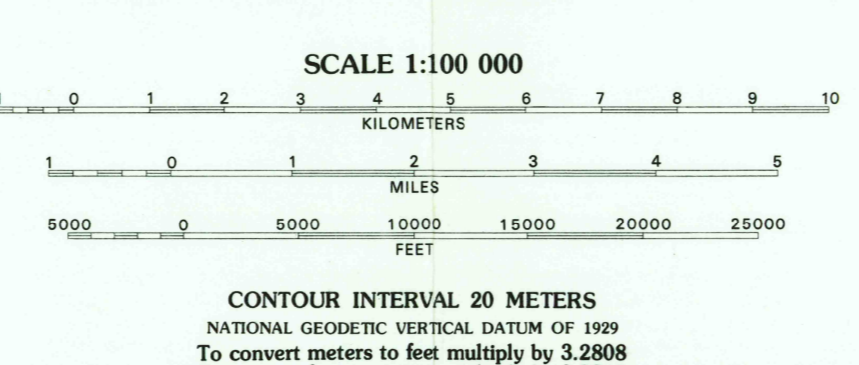 SCALE 1:100 000
0 1 2 3 4 5 6 7 8 9 10
KILOMETERS
1 0 1 2 3 4 5
MILES
5000 0 5000 10000 15000 20000 25000
FEET
CONTOUR INTERVAL 20 METERS
NATIONAL GEODETIC VERTICAL DATUM OF 1929
To convert meters to feet multiply by 3.2808